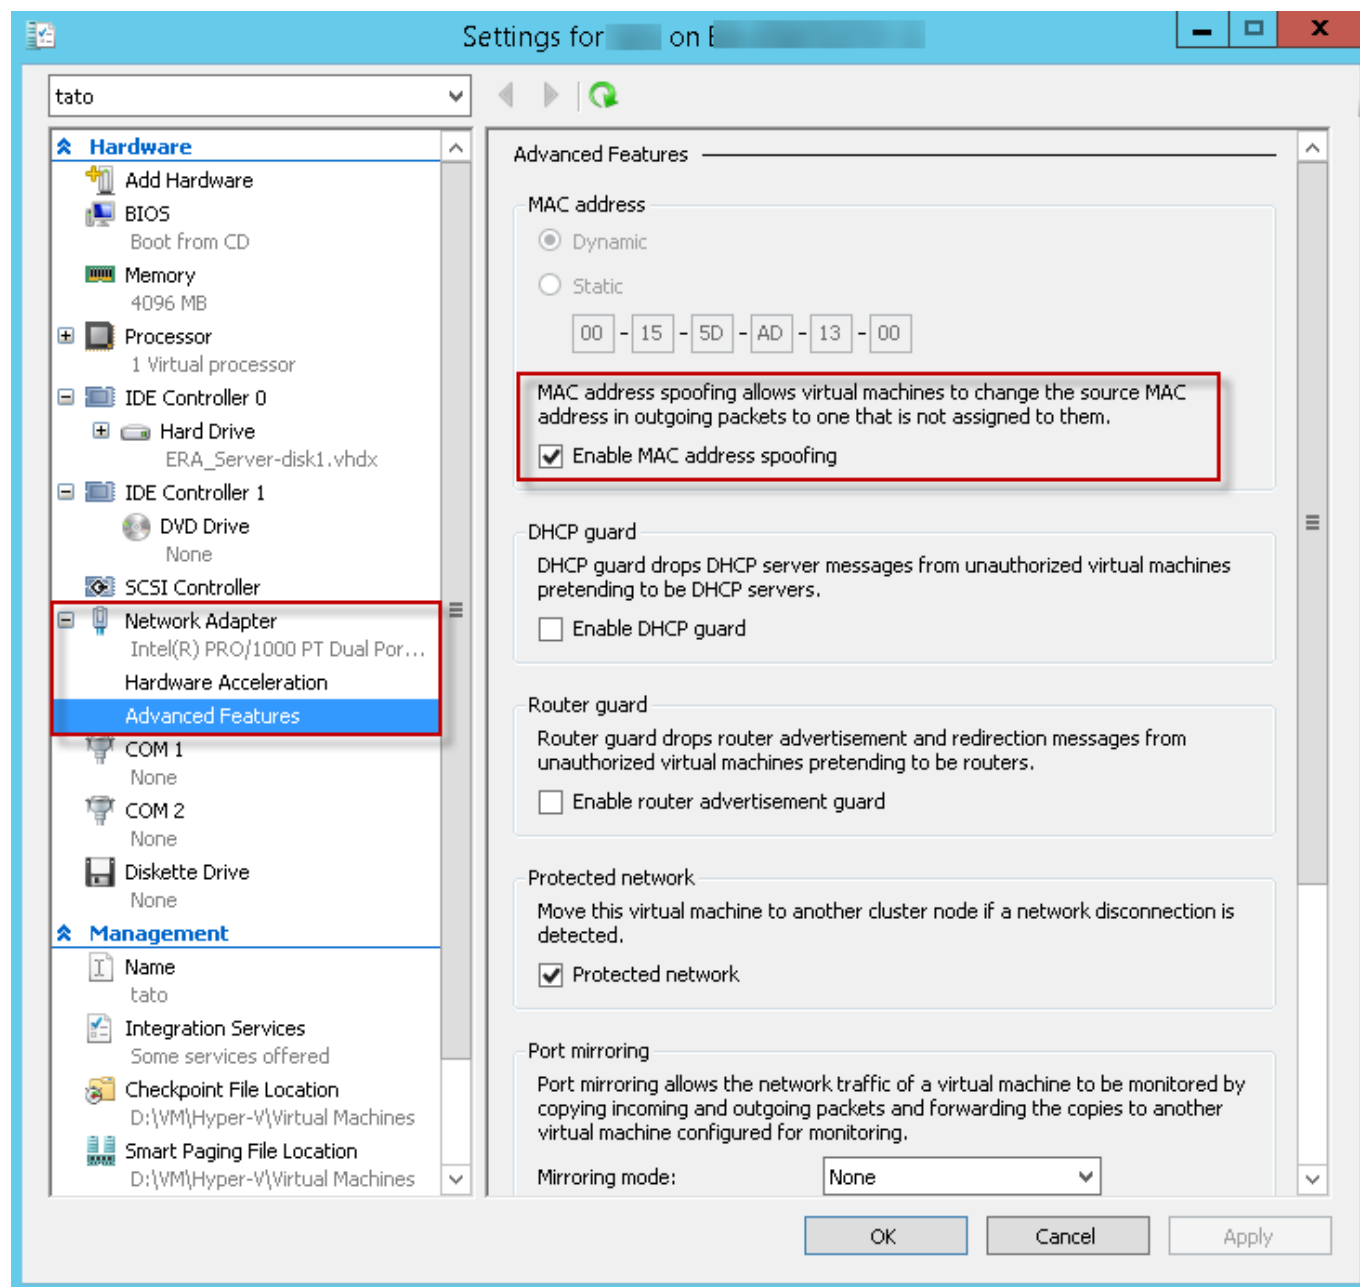 Settings for on
tato
Hardware
Add Hardware
BIOS
Boot from CD
Memory
4096 MB
Processor
1 Virtual processor
IDE Controller 0
Hard Drive
ERA_Server-disk1.vhdx
IDE Controller 1
DVD Drive
None
SCSI Controller
Network Adapter
Intel(R) PRO/1000 PT Dual Por...
Hardware Acceleration
Advanced Features
COM 1
None
COM 2
None
Diskette Drive
None
Management
Name
tato
Integration Services
Some services offered
Checkpoint File Location
D:\VM\Hyper-V\Virtual Machines
Smart Paging File Location
D:\VM\Hyper-V\Virtual Machines
Advanced Features
MAC address
Dynamic
Static
00 - 15 - 5D - AD - 13 - 00
MAC address spoofing allows virtual machines to change the source MAC
address in outgoing packets to one that is not assigned to them.
Enable MAC address spoofing
DHCP guard
DHCP guard drops DHCP server messages from unauthorized virtual machines
pretending to be DHCP servers.
Enable DHCP guard
Router guard
Router guard drops router advertisement and redirection messages from
unauthorized virtual machines pretending to be routers.
Enable router advertisement guard
Protected network
Move this virtual machine to another cluster node if a network disconnection is
detected.
Protected network
Port mirroring
Port mirroring allows the network traffic of a virtual machine to be monitored by
copying incoming and outgoing packets and forwarding the copies to another
virtual machine configured for monitoring.
Mirroring mode: None
OK
Cancel
Apply